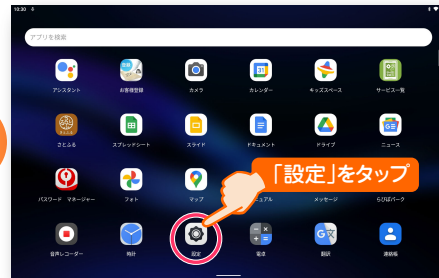 10:30
アプリを検索
アシスタント お客様登録 カメラ カレンダー キッズスペース サービス一覧
さとふる スプレッドシート スライド ドキュメント ドライブ ニュース
「設定」をタップ
パスワード マネージャー フォト マップ メッセージ らびばパーク
音声レコーダー 時計 設定 電卓 翻訳 連絡帳